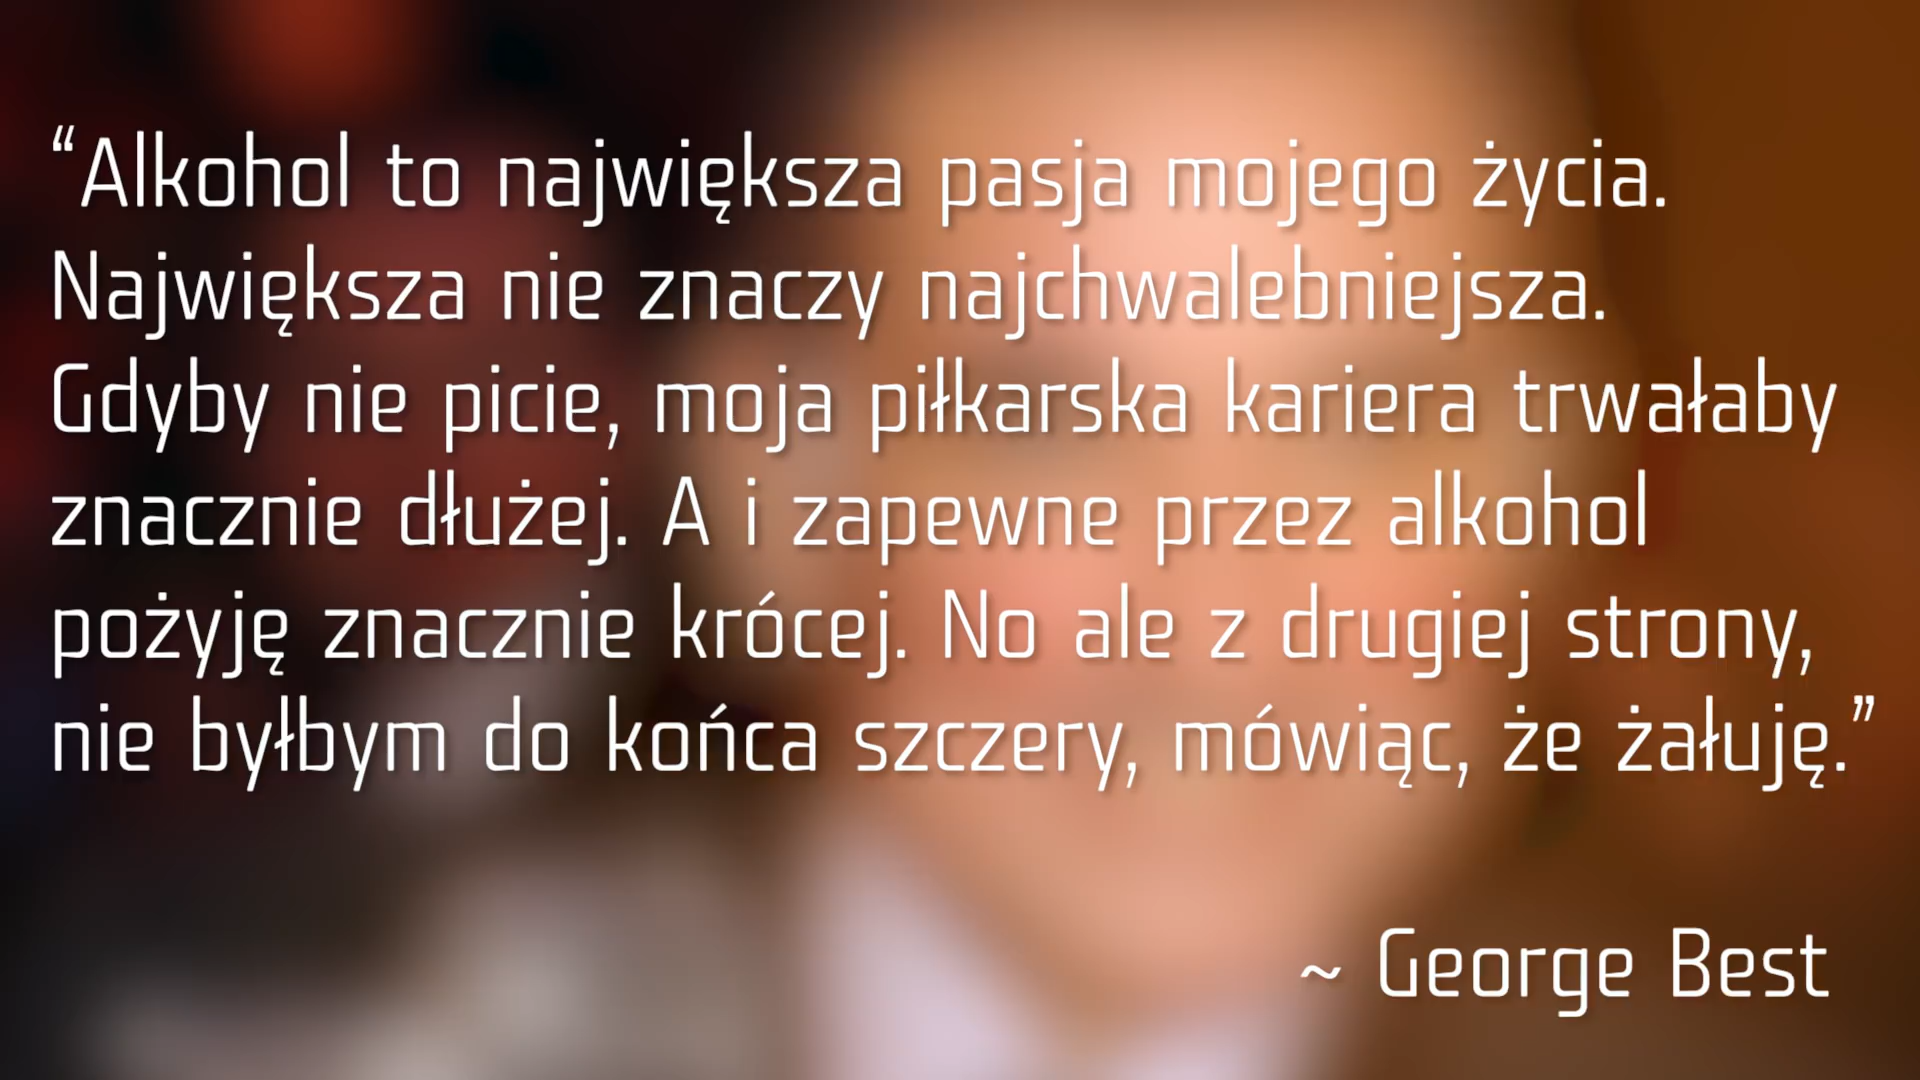 “Alkohol to największa pasja mojego życia.
Największa nie znaczy najchwalebniejsza.
Gdyby nie picie, moja piłkarska kariera trwałaby
znacznie dłużej. A i zapewne przez alkohol
pożyję znacznie krócej. No ale z drugiej strony,
nie byłbym do końca szczery, mówiąc, że żałuję.”
~ George Best